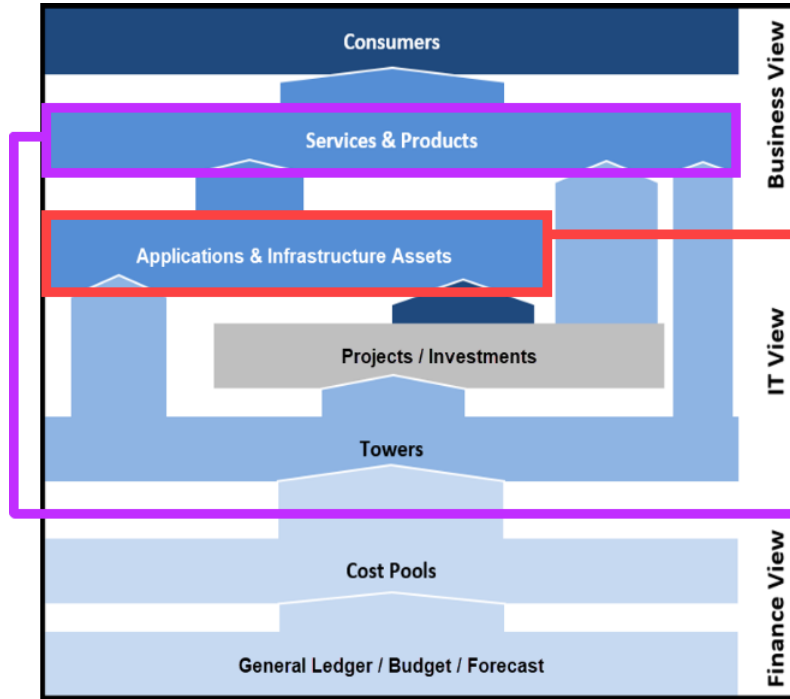 Consumers
Business View
Services & Products
Applications & Infrastructure Assets
Projects / Investments
IT View
Towers
Cost Pools
Finance View
General Ledger / Budget / Forecast